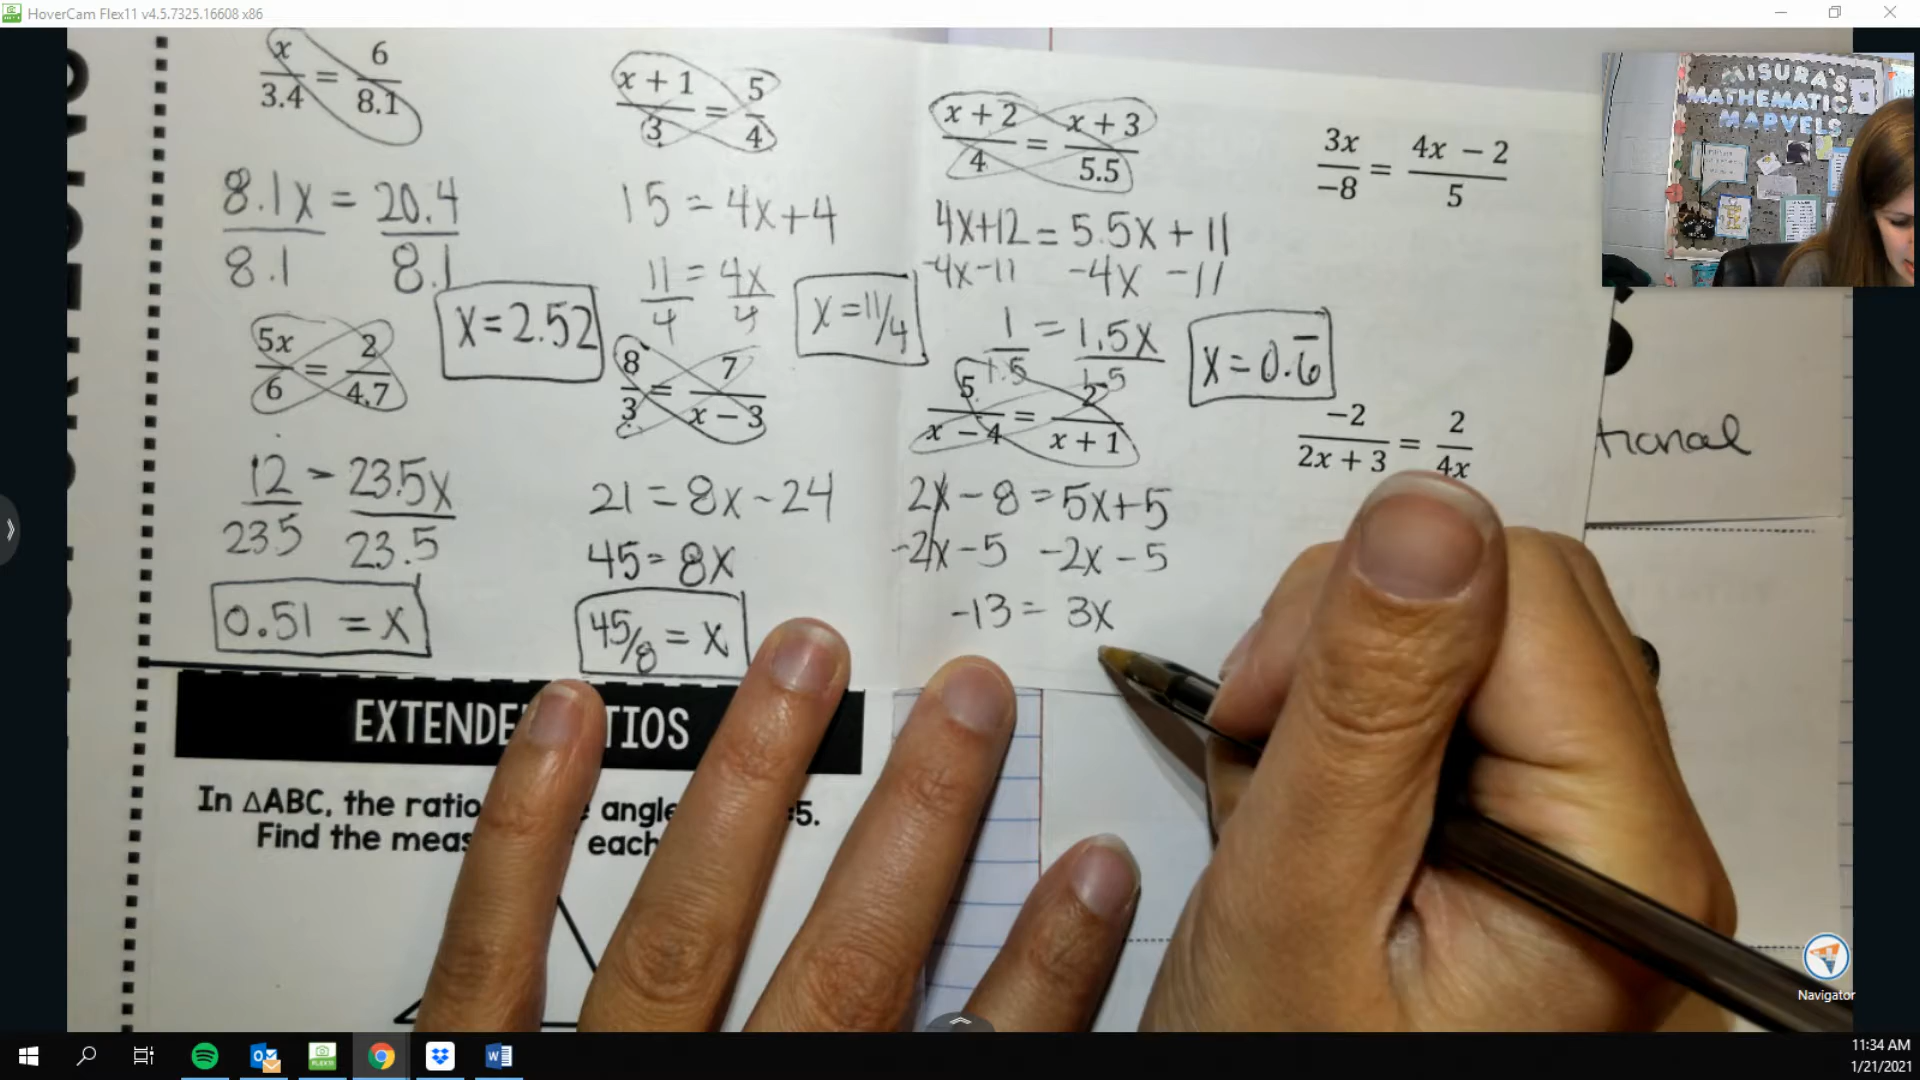 HoverCam Flex11 v4.5.7325.16608 x86
x/3.4 = 6/8.1
8.1x = 20.4
8.1 8.1
x = 2.52
x + 1/3 = 5/4
15 = 4x+4
11 = 4x
4 4
x = 11/4
x + 2/4 = x + 3/5.5
4x+12 = 5.5x + 11
-4x-11 -4x -11
1 = 1.5x
1.5 1.5
x = 0.6̅
3x/-8 = 4x - 2/5
MISURA'S
MATHEMATIC
MARVELS
5x/6 = 2/4.7
12 = 23.5x
23.5 23.5
0.51 = x
8/3 = 7/x - 3
21 = 8x - 24
45 = 8x
45/8 = x
5/x - 4 = 2/x + 1
2x - 8 = 5x+5
-2x - 5 -2x - 5
-13 = 3x
-2/2x + 3 = 2/4x
tional
EXTENDE TIOS
In △ABC, the ratio angle 5.
Find the meas each
Navigator
11:34 AM
1/21/2021